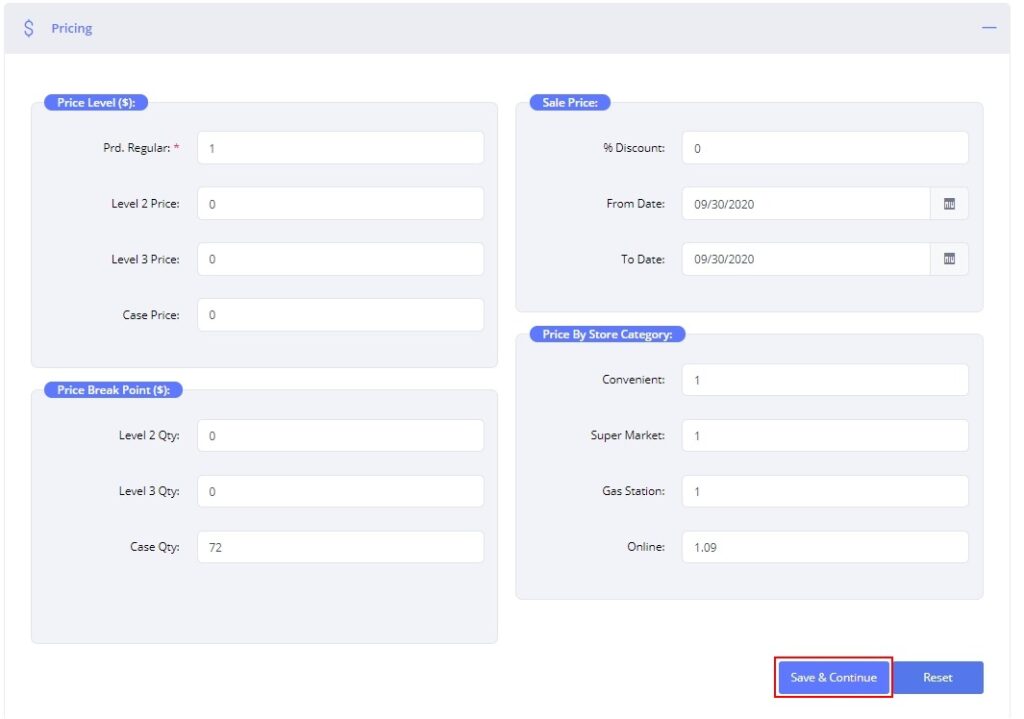 $ Pricing
Price Level ($):
Prd. Regular: * 1
Level 2 Price: 0
Level 3 Price: 0
Case Price: 0
Price Break Point ($):
Level 2 Qty: 0
Level 3 Qty: 0
Case Qty: 72
Sale Price:
% Discount: 0
From Date: 09/30/2020
To Date: 09/30/2020
Price By Store Category:
Convenient: 1
Super Market: 1
Gas Station: 1
Online: 1.09
Save & Continue Reset